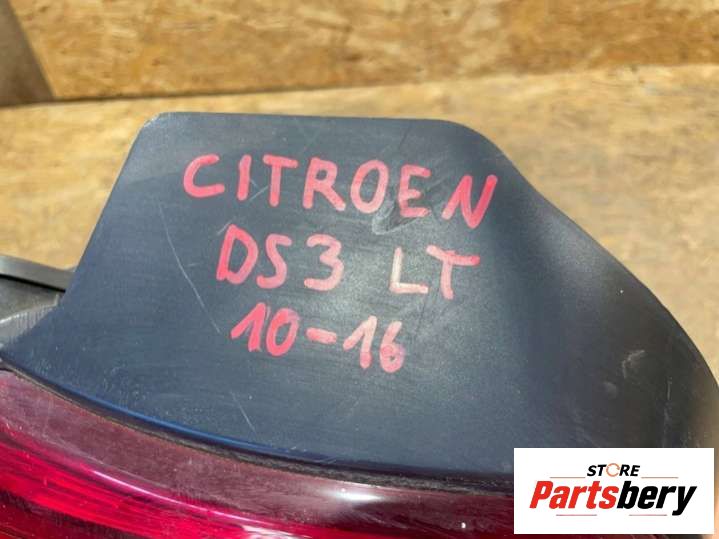 CITROEN
DS3 LT
10-16
STORE
Partsbery